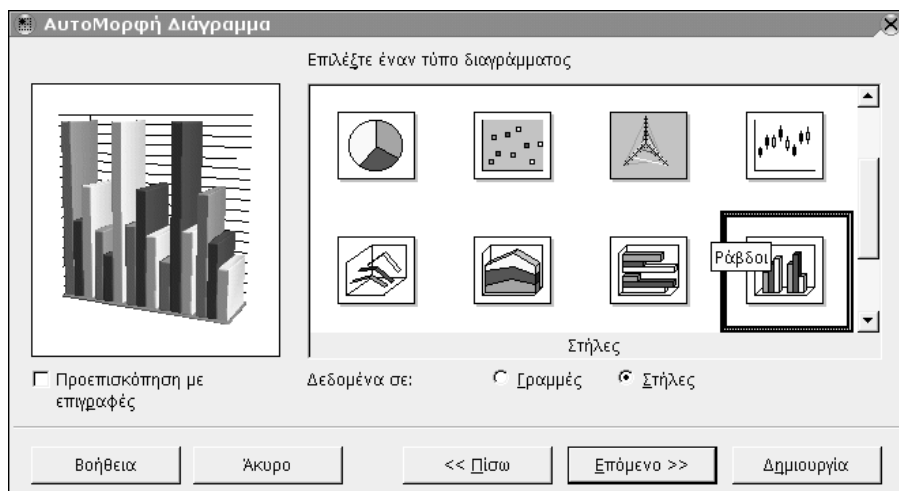 ΑυτοΜορφή Διάγραμμα
Επιλέξτε έναν τύπο διαγράμματος
Ράβδοι
Στήλες
Προεπισκόπηση με
επιγραφές
Δεδομένα σε:
Γραμμές
Στήλες
Βοήθεια
Άκυρο
<< Πίσω
Επόμενο >>
Δημιουργία